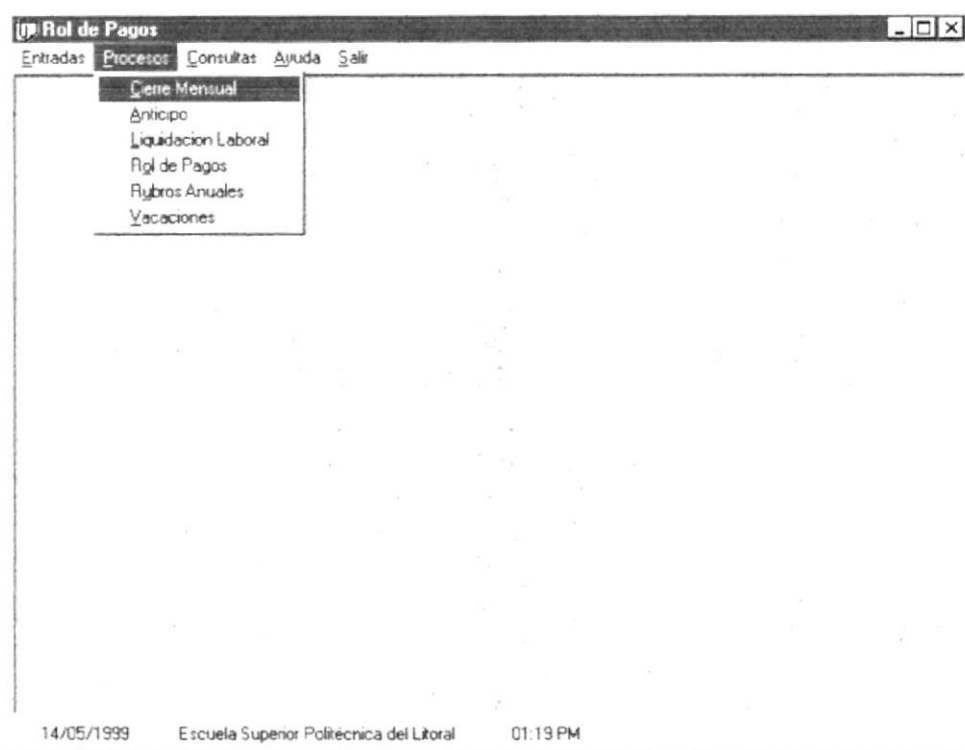 Rol de Pagos
Entradas Procesos Consultas Ayuda Salir
Cierre Mensual
Anticipo
Liquidacion Laboral
Rol de Pagos
Rubros Anuales
Vacaciones
14/05/1999 Escuela Superior Politécnica del Litoral 01:19 PM